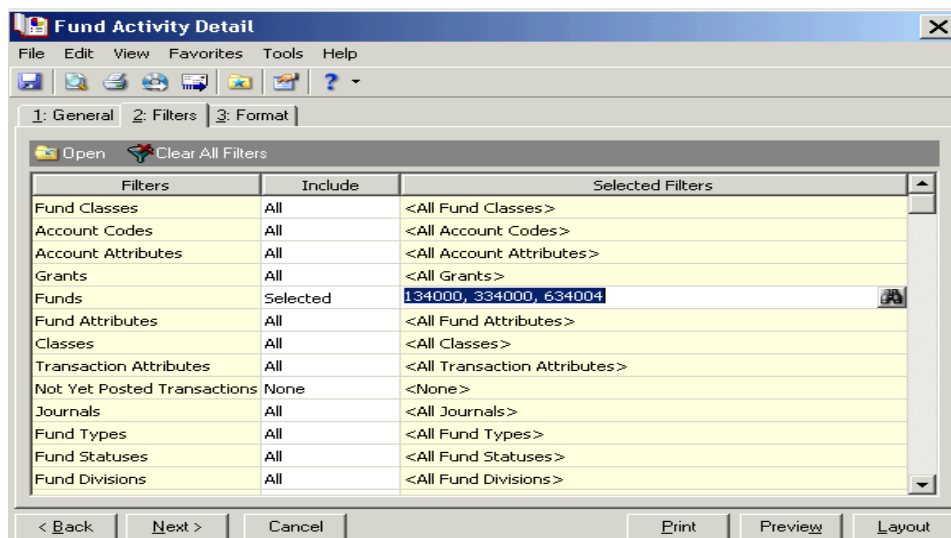 Fund Activity Detail
File Edit View Favorites Tools Help
?
1: General 2: Filters 3: Format
Open Clear All Filters
Filters Include Selected Filters
Fund Classes All <All Fund Classes>
Account Codes All <All Account Codes>
Account Attributes All <All Account Attributes>
Grants All <All Grants>
Funds Selected 134000, 334000, 634004
Fund Attributes All <All Fund Attributes>
Classes All <All Classes>
Transaction Attributes All <All Transaction Attributes>
Not Yet Posted Transactions None <None>
Journals All <All Journals>
Fund Types All <All Fund Types>
Fund Statuses All <All Fund Statuses>
Fund Divisions All <All Fund Divisions>
< Back Next > Cancel Print Preview Layout